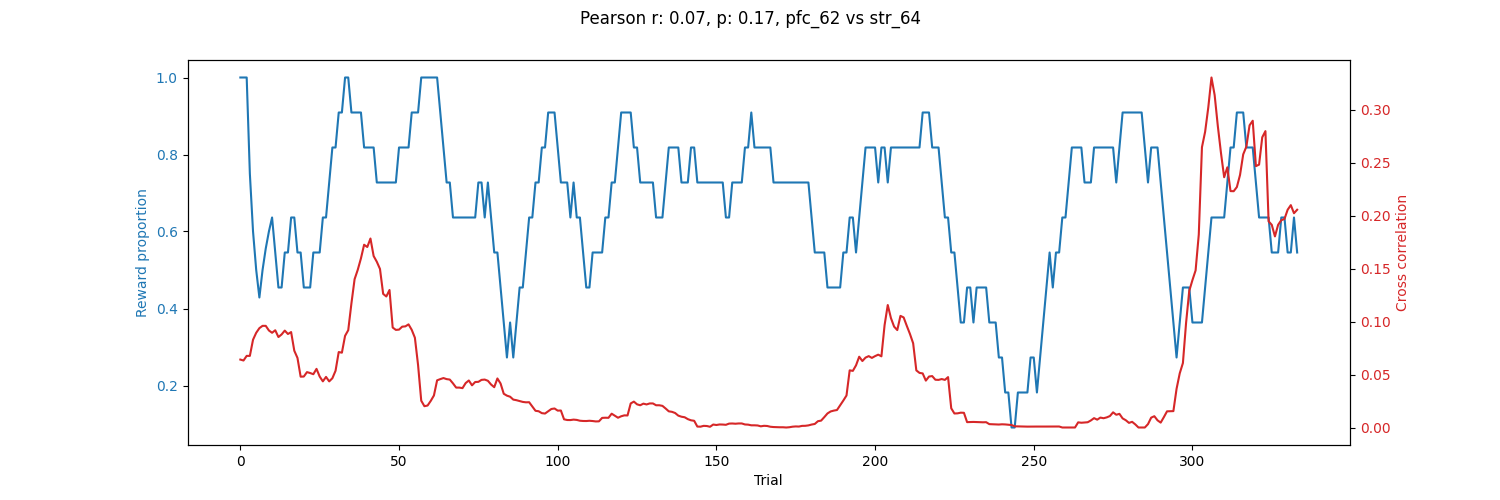 Pearson r: 0.07, p: 0.17, pfc_62 vs str_64
1.0
0.8
0.6
0.4
0.2
Reward proportion
0.30
0.25
0.20
0.15
0.10
0.05
0.00
Cross correlation
0 50 100 150 200 250 300
Trial